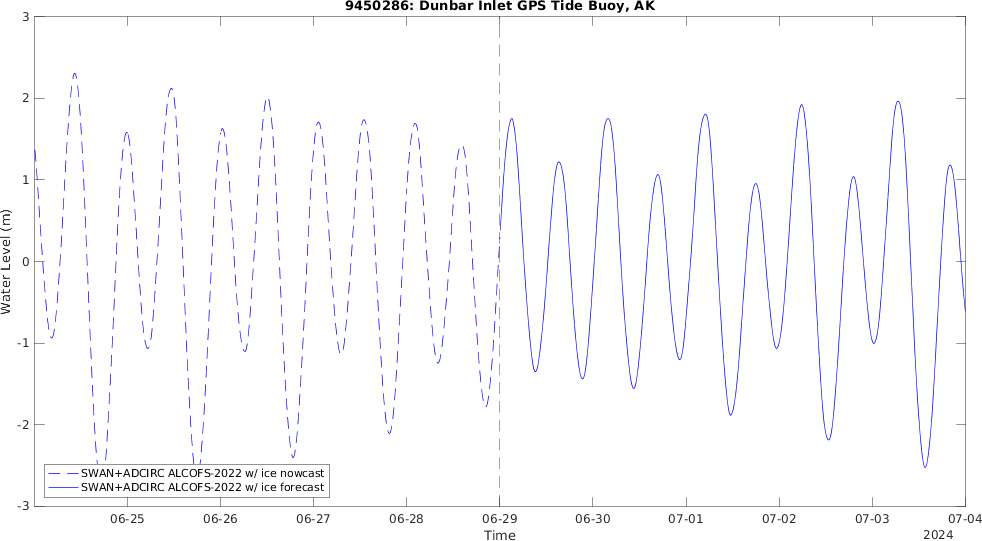 9450286: Dunbar Inlet GPS Tide Buoy, AK
3
2
1
0
-1
-2
-3
Water Level (m)
SWAN+ADCIRC ALCOFS-2022 w/ ice nowcast
SWAN+ADCIRC ALCOFS-2022 w/ ice forecast
06-25 06-26 06-27 06-28 06-29 06-30 07-01 07-02 07-03 07-04
Time
2024